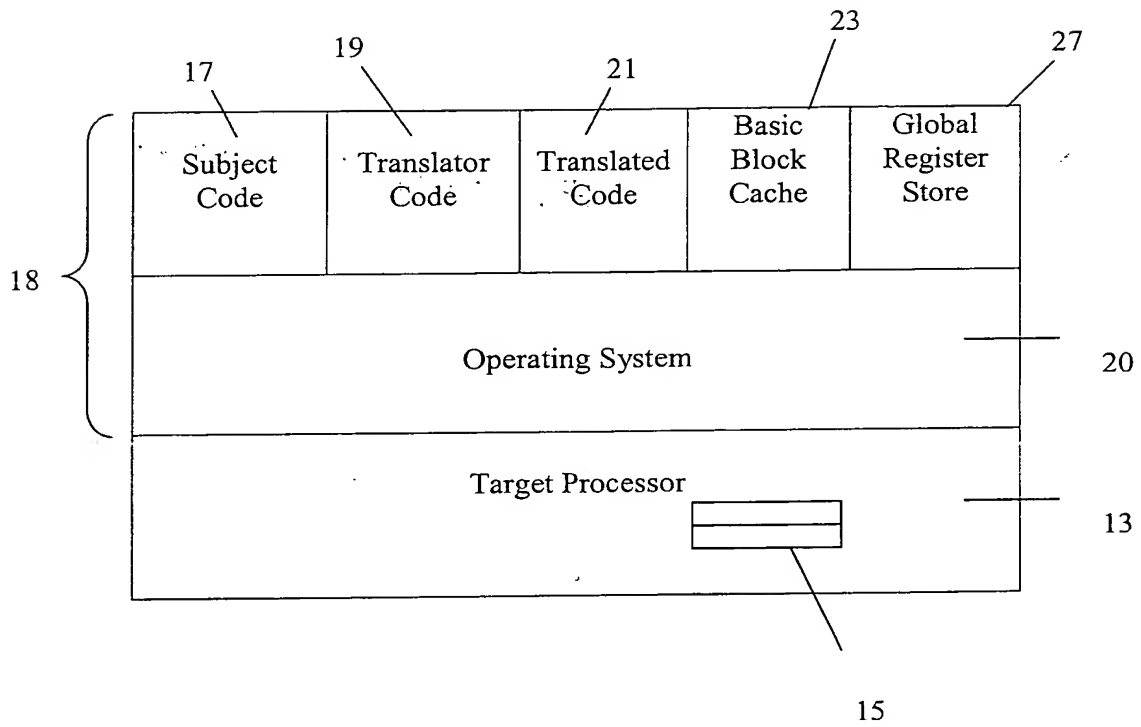 23
27
19
17
21
Subject
Code
Translator
Code
Translated
Code
Basic
Block
Cache
Global
Register
Store
18
Operating System
20
Target Processor
13
15